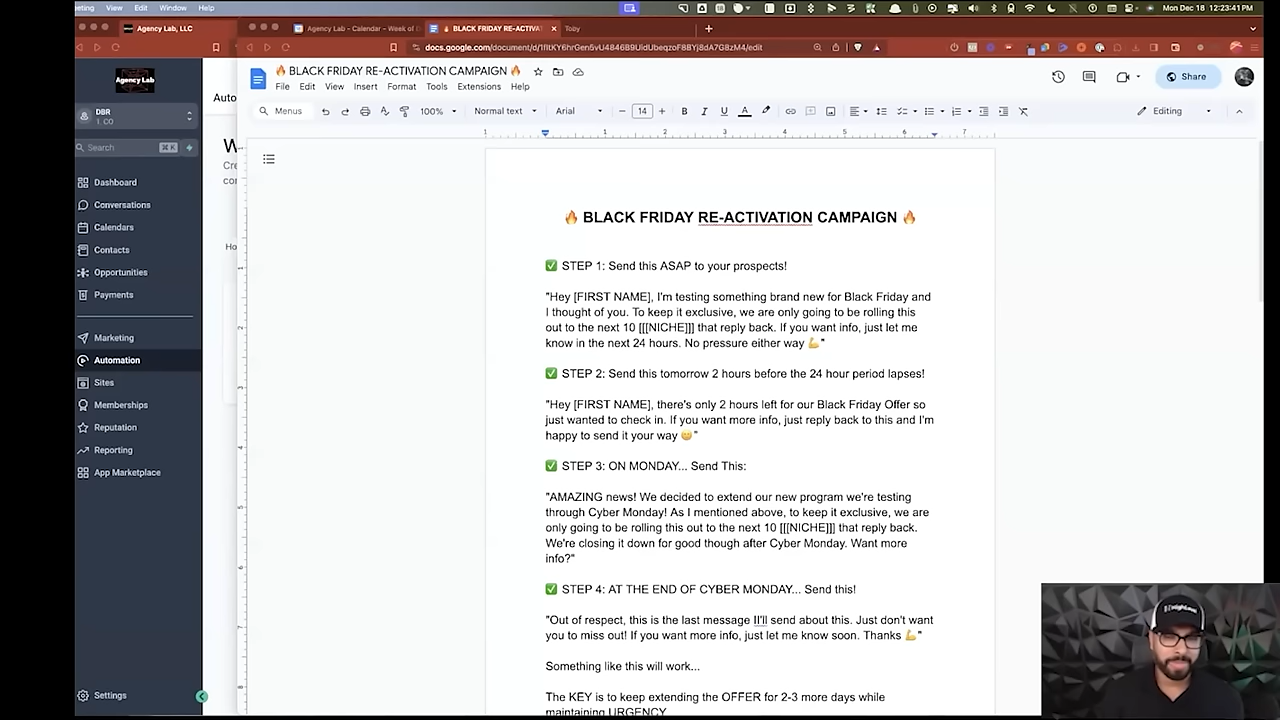 Edit View Window Help
Mon Dec 18 12:23:41 PM
Agency Lab, LLC
Agency Lab - Calendar - Week of
🔥 BLACK FRIDAY RE-ACTIVAT
Toby
Agency Lab
DBR
Search ⌘ K
Dashboard
Conversations
Calendars
Contacts
Opportunities
Payments
Marketing
Automation
Sites
Memberships
Reputation
Reporting
App Marketplace
Settings
Auto
W
Cre
con
Ho
🔥 BLACK FRIDAY RE-ACTIVATION CAMPAIGN 🔥
File Edit View Insert Format Tools Extensions Help
Share
Menus 100% Normal text Arial 14 Editing
🔥 BLACK FRIDAY RE-ACTIVATION CAMPAIGN 🔥
✅ STEP 1: Send this ASAP to your prospects!
"Hey [FIRST NAME], I'm testing something brand new for Black Friday and
I thought of you. To keep it exclusive, we are only going to be rolling this
out to the next 10 [[[NICHE]]] that reply back. If you want info, just let me
know in the next 24 hours. No pressure either way 💪"
✅ STEP 2: Send this tomorrow 2 hours before the 24 hour period lapses!
"Hey [FIRST NAME], there's only 2 hours left for our Black Friday Offer so
just wanted to check in. If you want more info, just reply back to this and I'm
happy to send it your way 😊"
✅ STEP 3: ON MONDAY... Send This:
"AMAZING news! We decided to extend our new program we're testing
through Cyber Monday! As I mentioned above, to keep it exclusive, we are
only going to be rolling this out to the next 10 [[[NICHE]]] that reply back.
We're closing it down for good though after Cyber Monday. Want more
info?"
✅ STEP 4: AT THE END OF CYBER MONDAY... Send this!
"Out of respect, this is the last message II'll send about this. Just don't want
you to miss out! If you want more info, just let me know soon. Thanks 💪"
Something like this will work...
The KEY is to keep extending the OFFER for 2-3 more days while
maintaining URGENCY